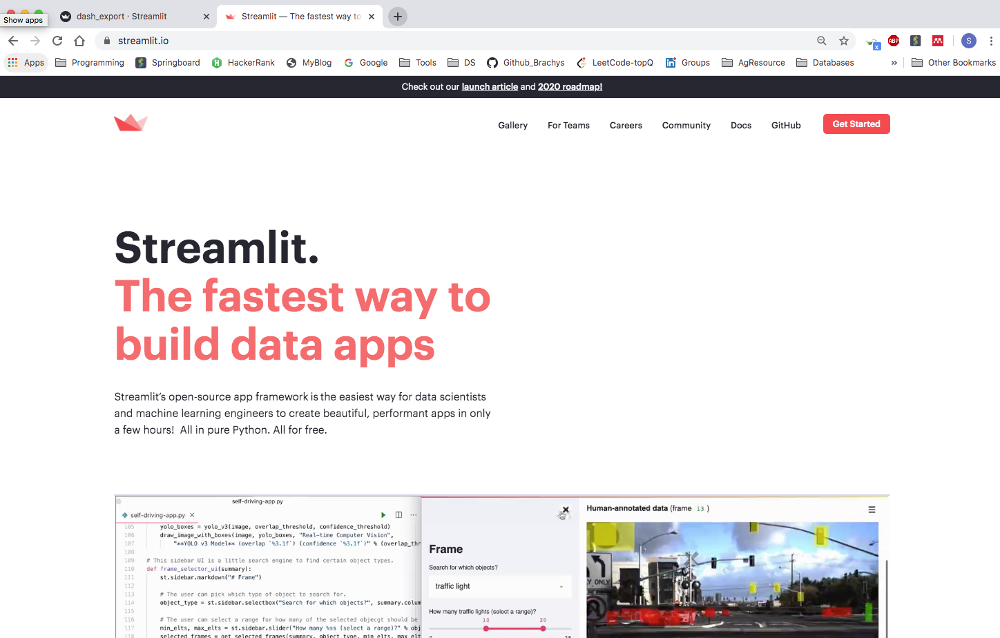 Show apps
dash_export · Streamlit
Streamlit — The fastest way to
streamlit.io
x
ABP
S
Apps
Programming
Springboard
HackerRank
MyBlog
Google
Tools
DS
Github_Brachys
LeetCode-topQ
Groups
AgResource
Databases
»
Other Bookmarks
Check out our launch article and 2020 roadmap!
Gallery
For Teams
Careers
Community
Docs
GitHub
Get Started
Streamlit.
The fastest way to
build data apps
Streamlit's open-source app framework is the easiest way for data scientists
and machine learning engineers to create beautiful, performant apps in only
a few hours!  All in pure Python. All for free.
self-driving-app.py
self-driving-app.py
105 yolo_boxes = yolo_v3(image, overlap_threshold, confidence_threshold)
106 draw_image_with_boxes(image, yolo_boxes, "Real-time Computer Vision",
107 "**YOLO v3 Model** (overlap `%3.1f`) (confidence `%3.1f`)" % (overlap_thr
108
109 # This sidebar UI is a little search engine to find certain object types.
110 def frame_selector_ui(summary):
111 st.sidebar.markdown("# Frame")
112
113 # The user can pick which type of object to search for.
114 object_type = st.sidebar.selectbox("Search for which objects?", summary.colum
115
116 # The user can select a range for how many of the selected objecgt should be
117 min_elts, max_elts = st.sidebar.slider("How many %ss (select a range)?" % obj
118 selected_frames = get_selected_frames(summary, object_type, min_elts, max_elt
Frame
Search for which objects?
traffic light
How many traffic lights (select a range)?
10
20
0
25
Human-annotated data (frame 13 )
Y ONLY